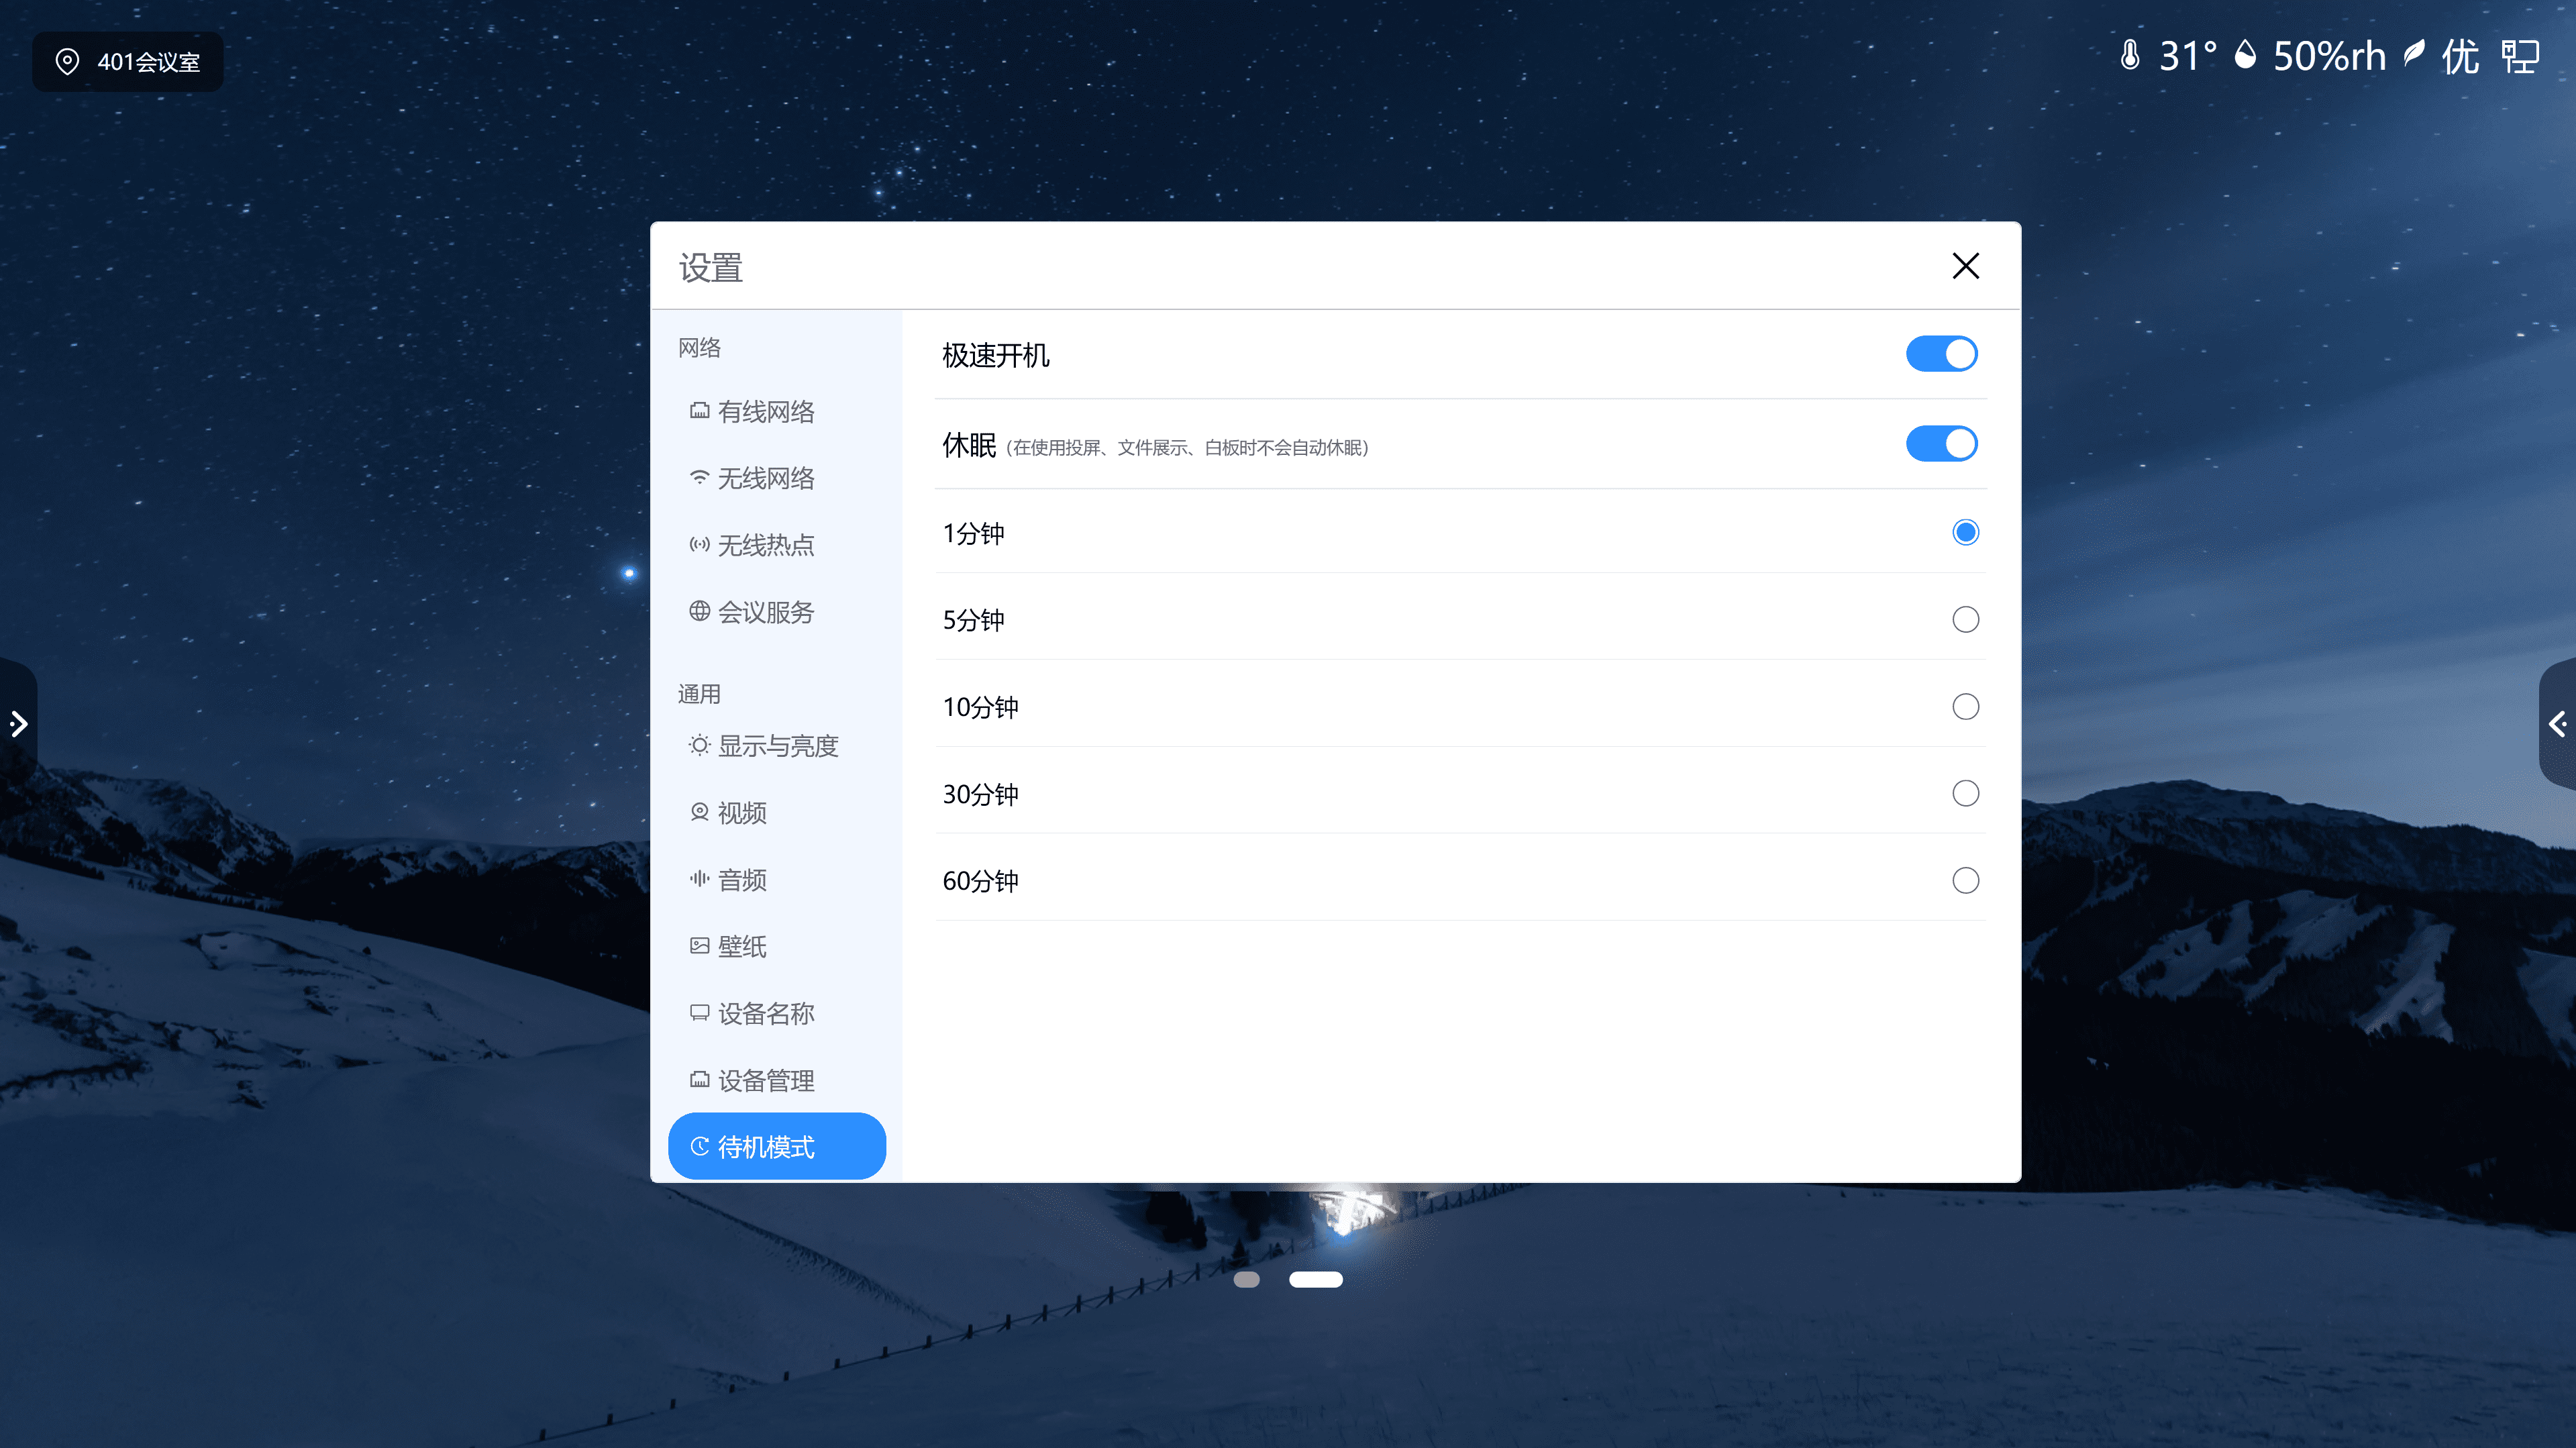 401会议室
31° 50%rh 优
设置
网络
有线网络
无线网络
无线热点
会议服务
通用
显示与亮度
视频
音频
壁纸
设备名称
设备管理
待机模式
极速开机
休眠（在使用投屏、文件展示、白板时不会自动休眠）
1分钟
5分钟
10分钟
30分钟
60分钟